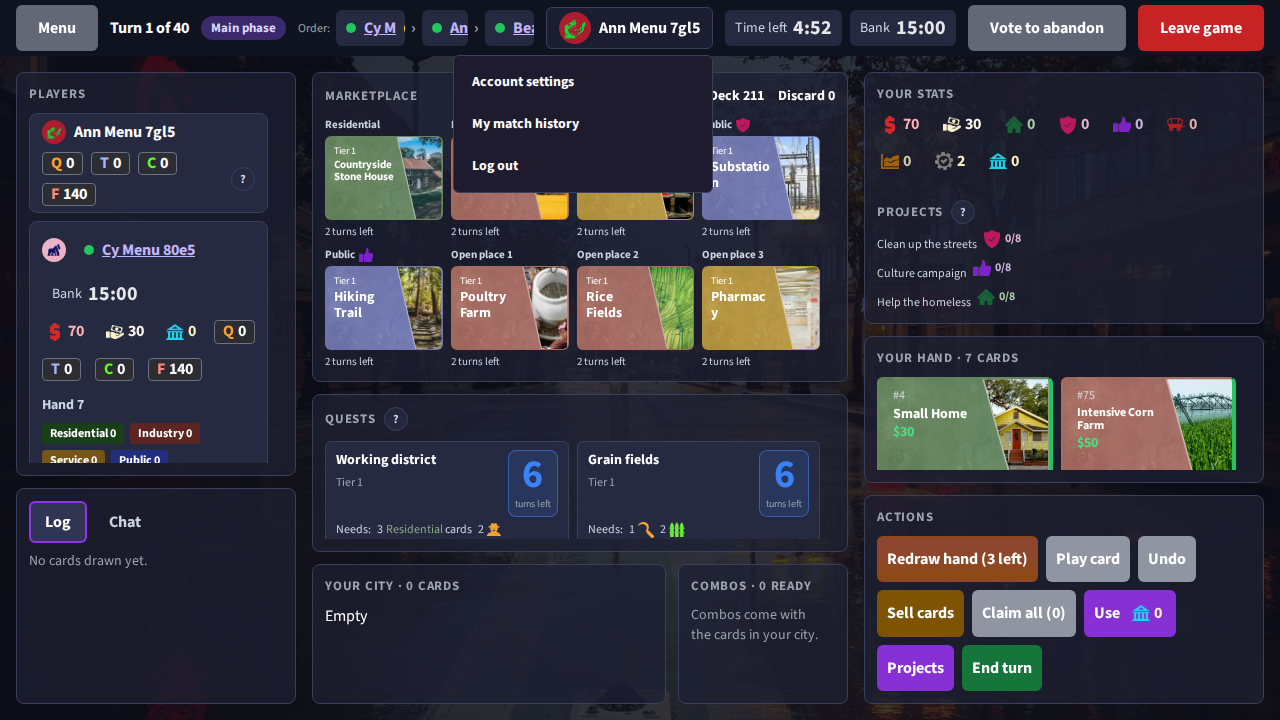 Menu
Turn 1 of 40
Main phase
Order:
Cy M
›
An
›
Bea
Ann Menu 7gl5
Time left 4:52
Bank 15:00
Vote to abandon
Leave game
Account settings
My match history
Log out
PLAYERS
Ann Menu 7gl5
Q 0
T 0
C 0
F 140
?
Cy Menu 80e5
Bank 15:00
70
30
0
Q 0
T 0
C 0
F 140
Hand 7
Residential 0
Industry 0
Service 0
Public 0
Log
Chat
No cards drawn yet.
MARKETPLACE
Deck 211
Discard 0
Residential
Tier 1
Countryside
Stone House
2 turns left
2 turns left
2 turns left
Tier 1
Substatio
n
2 turns left
Public
Tier 1
Hiking
Trail
2 turns left
Open place 1
Tier 1
Poultry
Farm
2 turns left
Open place 2
Tier 1
Rice
Fields
2 turns left
Open place 3
Tier 1
Pharmac
y
2 turns left
QUESTS ?
Working district
Tier 1
6
turns left
Needs: 3 Residential cards 2
Grain fields
Tier 1
6
turns left
Needs: 1 2
YOUR CITY · 0 CARDS
Empty
COMBOS · 0 READY
Combos come with
the cards in your city.
YOUR STATS
70
30
0
0
0
0
0
2
0
PROJECTS ?
Clean up the streets 0/8
Culture campaign 0/8
Help the homeless 0/8
YOUR HAND · 7 CARDS
#4
Small Home
$30
#75
Intensive Corn
Farm
$50
ACTIONS
Redraw hand (3 left)
Play card
Undo
Sell cards
Claim all (0)
Use 0
Projects
End turn